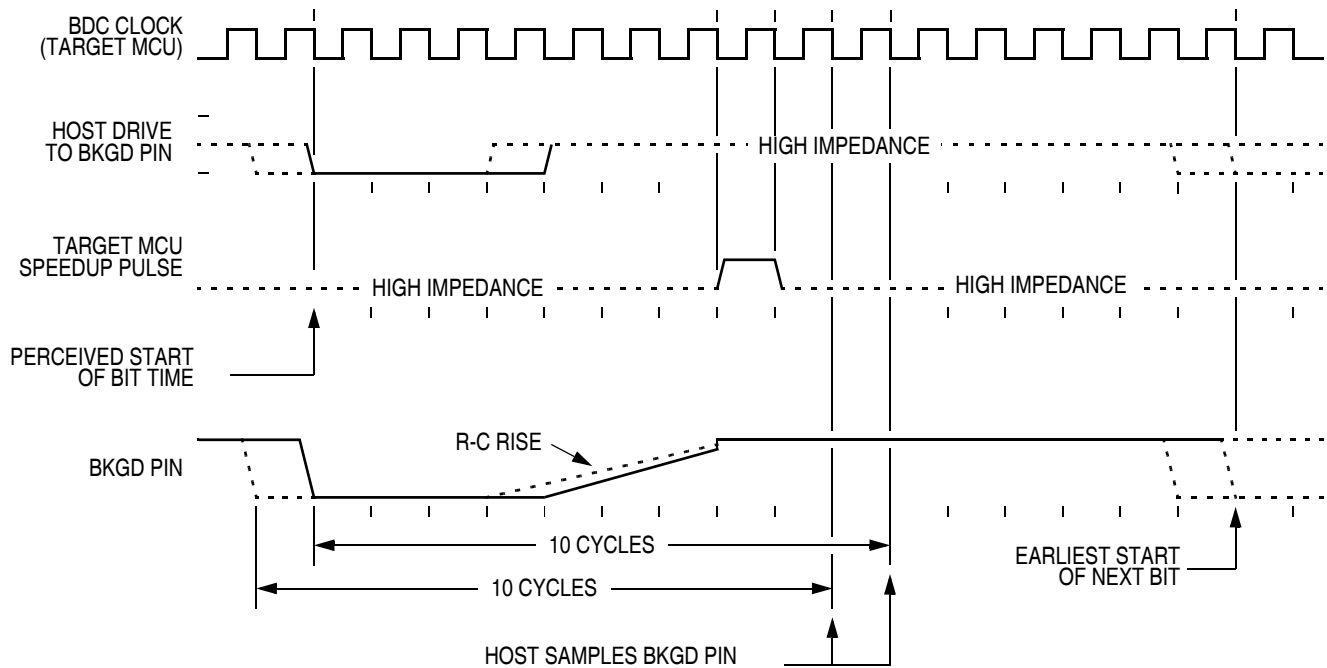 BDC CLOCK
(TARGET MCU)
HOST DRIVE
TO BKGD PIN
HIGH IMPEDANCE
TARGET MCU
SPEEDUP PULSE
HIGH IMPEDANCE
HIGH IMPEDANCE
PERCEIVED START
OF BIT TIME
R-C RISE
BKGD PIN
10 CYCLES
10 CYCLES
EARLIEST START
OF NEXT BIT
HOST SAMPLES BKGD PIN